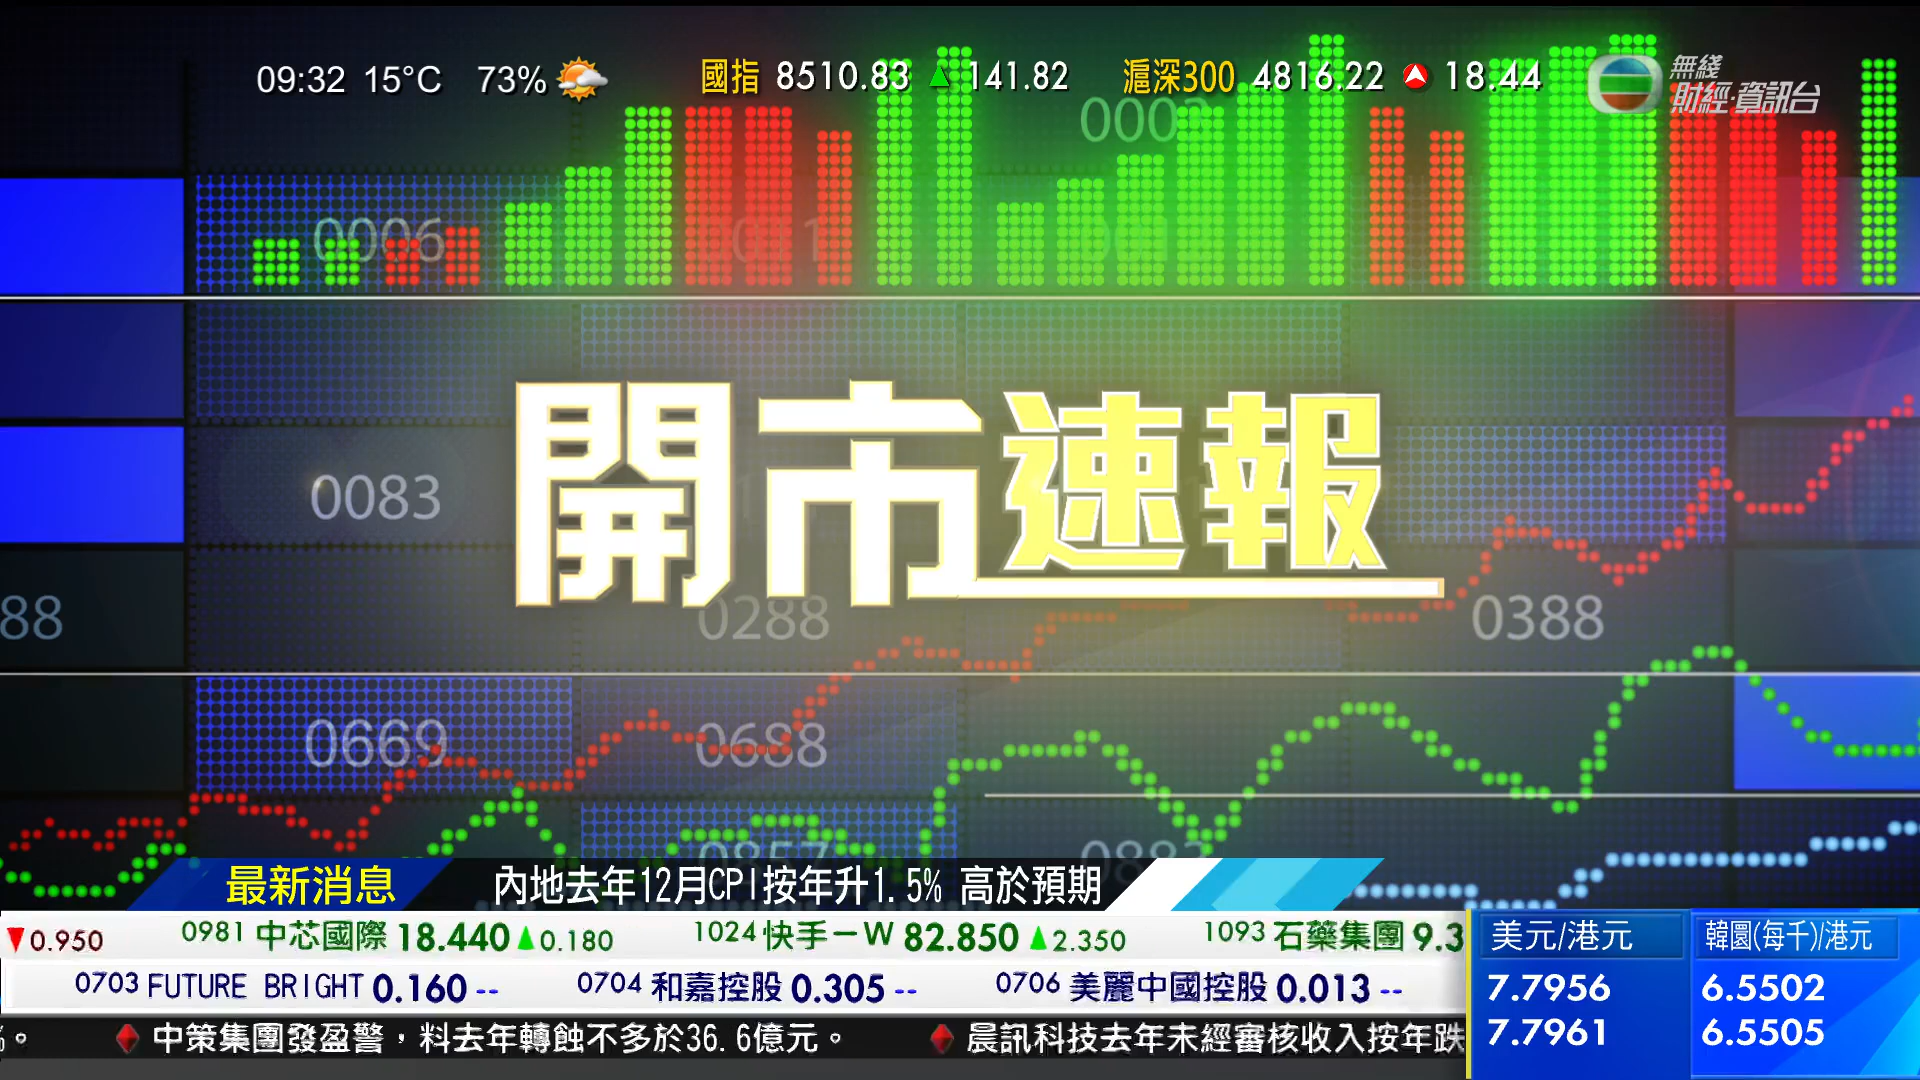 09:32 15°C 73% 國指 8510.83 ▲ 141.82 滬深300 4816.22 ▲ 18.44
無綫
財經·資訊台
0006
0083
開市速報
88
0288
0388
0669
0688
0857
0883
最新消息 內地去年12月CPI按年升1.5% 高於預期
▼0.950 0981 中芯國際 18.440 ▲0.180 1024 快手－W 82.850 ▲2.350 1093 石藥集團 9.3
0703 FUTURE BRIGHT 0.160 -- 0704 和嘉控股 0.305 -- 0706 美麗中國控股 0.013 --
。 ◆ 中策集團發盈警，料去年轉蝕不多於36.6億元。 ◆ 晨訊科技去年未經審核收入按年跌
美元/港元
7.7956
7.7961
韓圜(每千)/港元
6.5502
6.5505